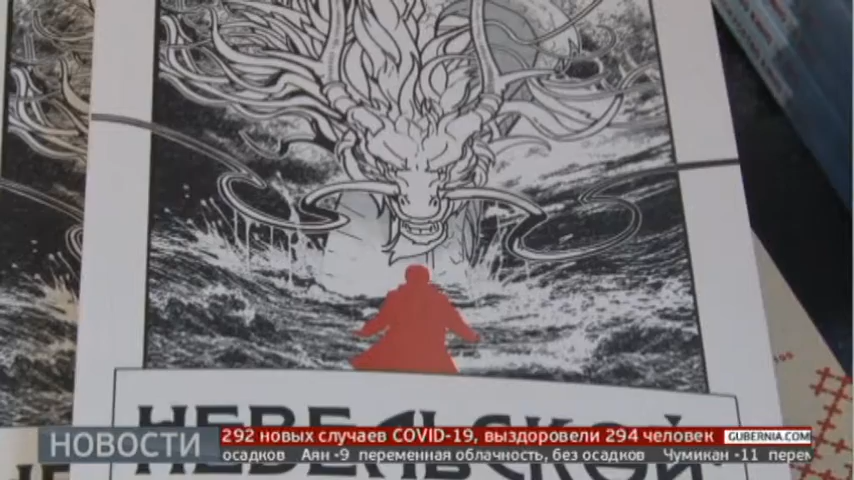 НЕВЕЛЬСКОЙ
НОВОСТИ
292 новых случаев COVID-19, выздоровели 294 человек
GUBERNIA.COM
осадков Аян -9 переменная облачность, без осадков Чумикан -11